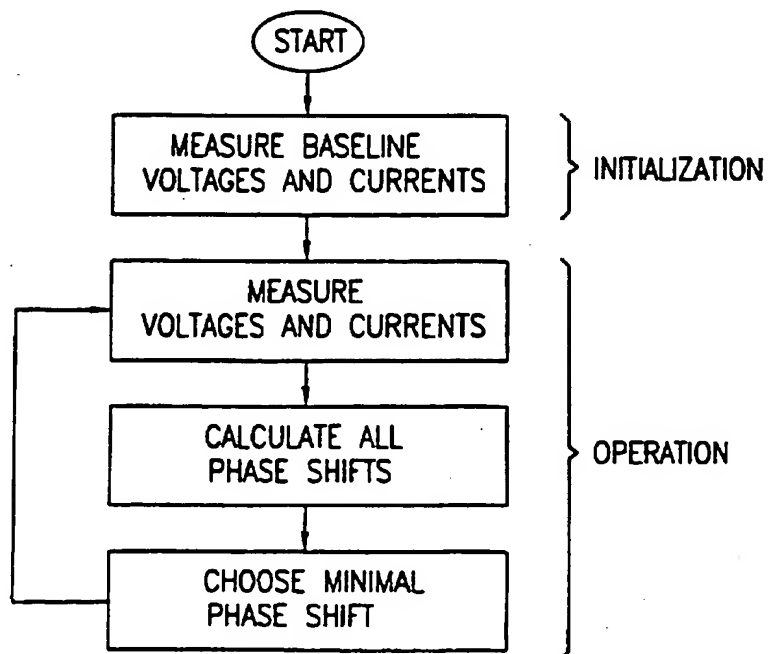 START
MEASURE BASELINE
VOLTAGES AND CURRENTS
INITIALIZATION
MEASURE
VOLTAGES AND CURRENTS
CALCULATE ALL
PHASE SHIFTS
OPERATION
CHOOSE MINIMAL
PHASE SHIFT